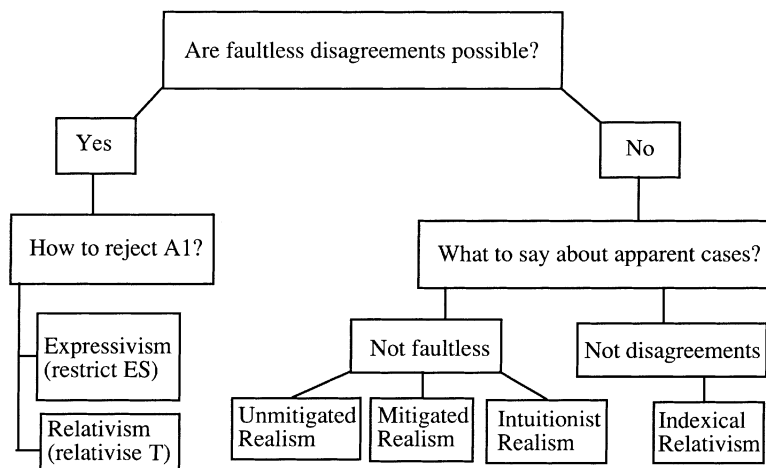 Are faultless disagreements possible?
Yes
No
How to reject A1?
What to say about apparent cases?
Expressivism
(restrict ES)
Relativism
(relativise T)
Not faultless
Not disagreements
Unmitigated
Realism
Mitigated
Realism
Intuitionist
Realism
Indexical
Relativism